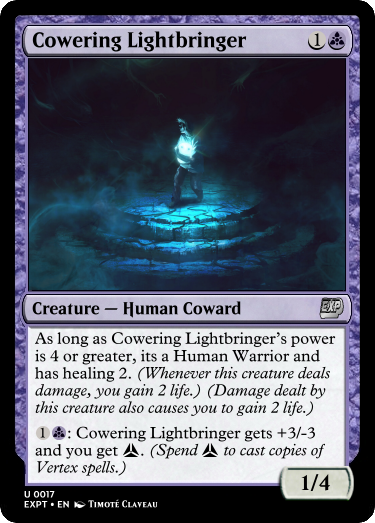 Cowering Lightbringer
1
Creature — Human Coward
EXP
As long as Cowering Lightbringer's power
is 4 or greater, its a Human Warrior and
has healing 2. (Whenever this creature deals
damage, you gain 2 life.) (Damage dealt by
this creature also causes you to gain 2 life.)
1 : Cowering Lightbringer gets +3/-3
and you get . (Spend to cast copies of
Vertex spells.)
1/4
U 0017
EXPT • EN Timoté Claveau